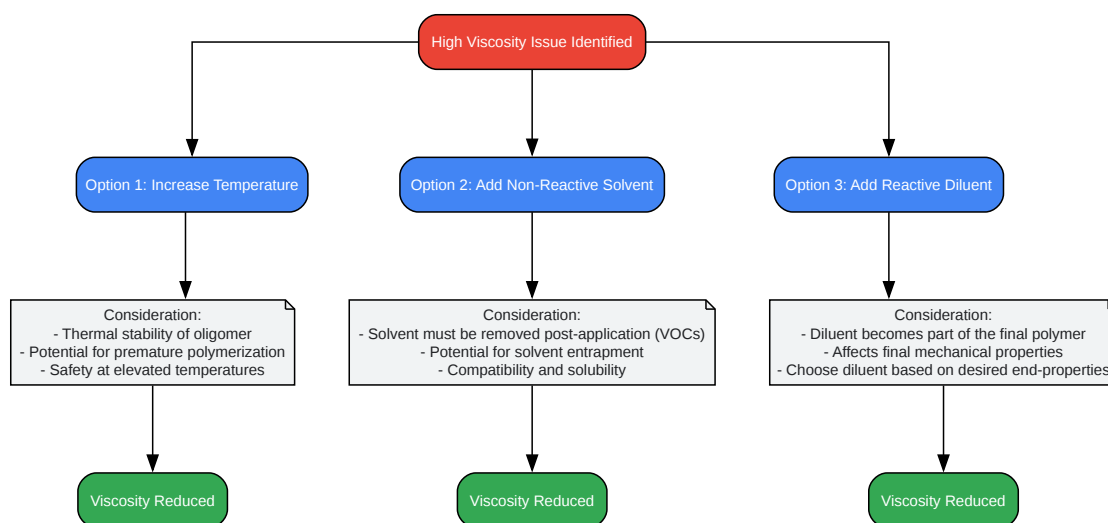 High Viscosity Issue Identified
Option 1: Increase Temperature
Option 2: Add Non-Reactive Solvent
Option 3: Add Reactive Diluent
Consideration:
- Thermal stability of oligomer
- Potential for premature polymerization
- Safety at elevated temperatures
Consideration:
- Solvent must be removed post-application (VOCs)
- Potential for solvent entrapment
- Compatibility and solubility
Consideration:
- Diluent becomes part of the final polymer
- Affects final mechanical properties
- Choose diluent based on desired end-properties
Viscosity Reduced
Viscosity Reduced
Viscosity Reduced